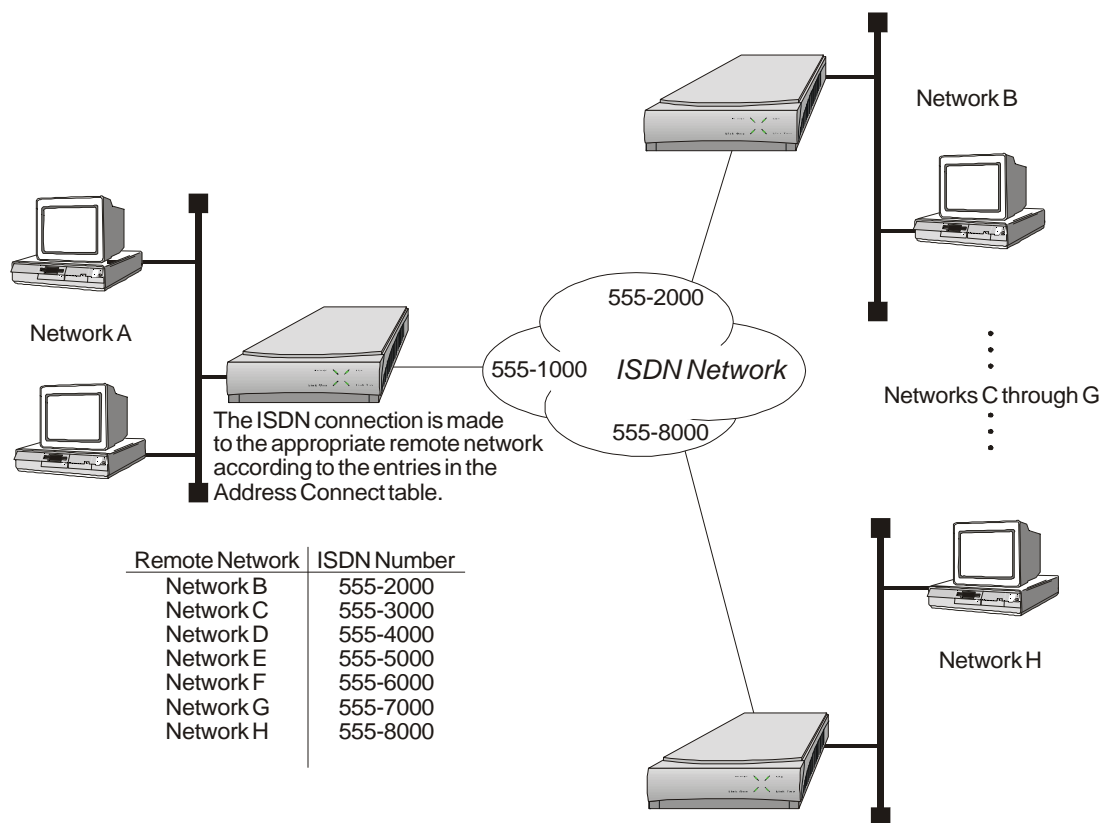 Network B
Network A
555-2000
555-1000
ISDN Network
555-8000
Networks C through G
The ISDN connection is made
to the appropriate remote network
according to the entries in the
Address Connect table.
Remote Network ISDN Number
Network B 555-2000
Network C 555-3000
Network D 555-4000
Network E 555-5000
Network F 555-6000
Network G 555-7000
Network H 555-8000
Network H